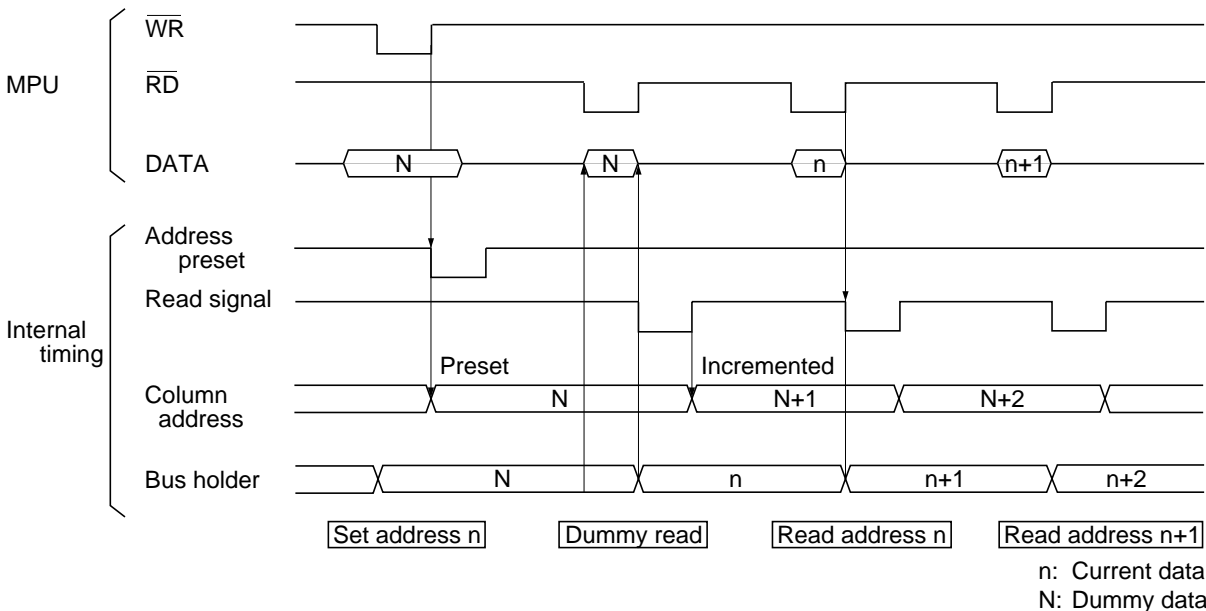 MPU
WR
RD
DATA N N n n+1
Address
preset
Read signal
Internal
timing
Preset Incremented
Column
address
N N+1 N+2
Bus holder N n n+1 n+2
Set address n Dummy read Read address n Read address n+1
n: Current data
N: Dummy data